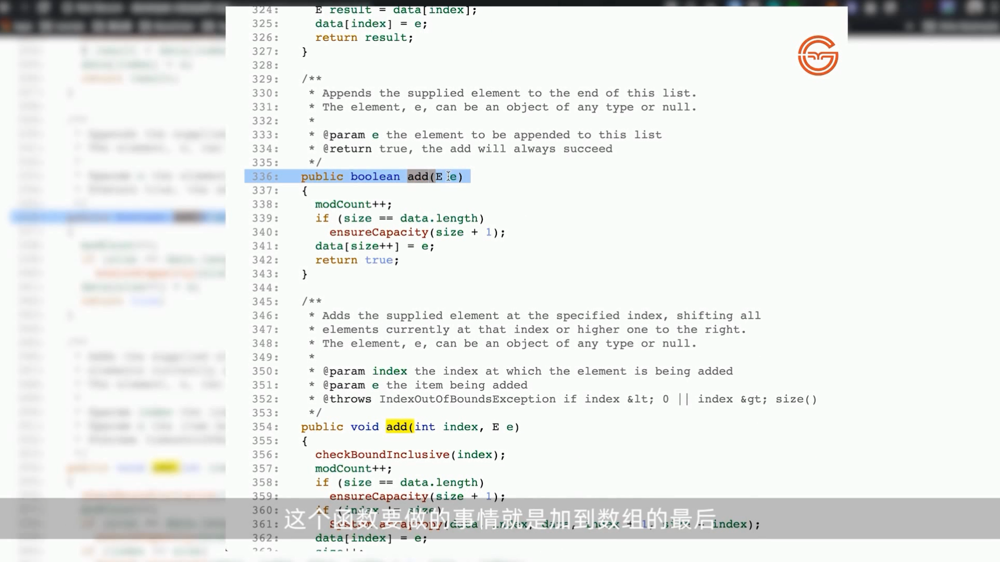 324: E result = data[index];
325: data[index] = e;
326: return result;
327: }
328:
329: /**
330: * Appends the supplied element to the end of this list.
331: * The element, e, can be an object of any type or null.
332: *
333: * @param e the element to be appended to this list
334: * @return true, the add will always succeed
335: */
336: public boolean add(E e)
337: {
338: modCount++;
339: if (size == data.length)
340: ensureCapacity(size + 1);
341: data[size++] = e;
342: return true;
343: }
344:
345: /**
346: * Adds the supplied element at the specified index, shifting all
347: * elements currently at that index or higher one to the right.
348: * The element, e, can be an object of any type or null.
349: *
350: * @param index the index at which the element is being added
351: * @param e the item being added
352: * @throws IndexOutOfBoundsException if index &lt; 0 || index &gt; size()
353: */
354: public void add(int index, E e)
355: {
356: checkBoundInclusive(index);
357: modCount++;
358: if (size == data.length)
359: ensureCapacity(size + 1);
360: if (index != size)
361: System.arraycopy(data, index, data, index + 1, size - index);
这个函数要做的事情就是加到数组的最后
362: data[index] = e;
363: size++;